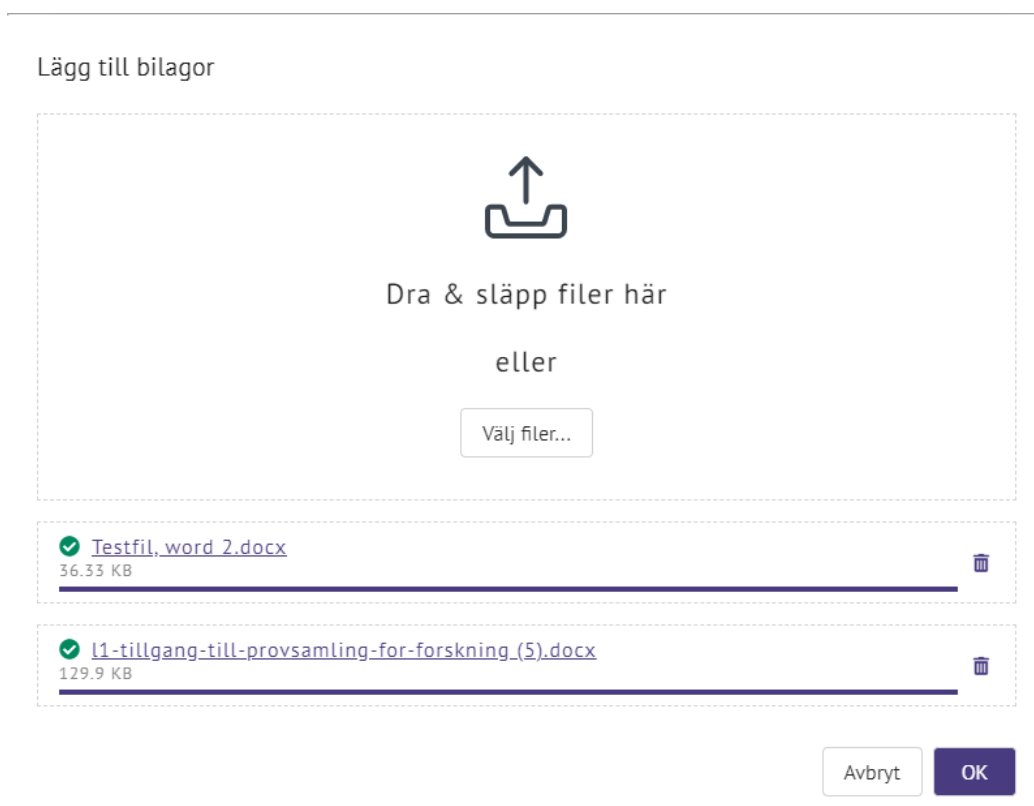 Lägg till bilagor
Dra & släpp filer här
eller
Välj filer...
Testfil, word 2.docx
36.33 KB
l1-tillgang-till-provsamling-for-forskning (5).docx
129.9 KB
Avbryt
OK